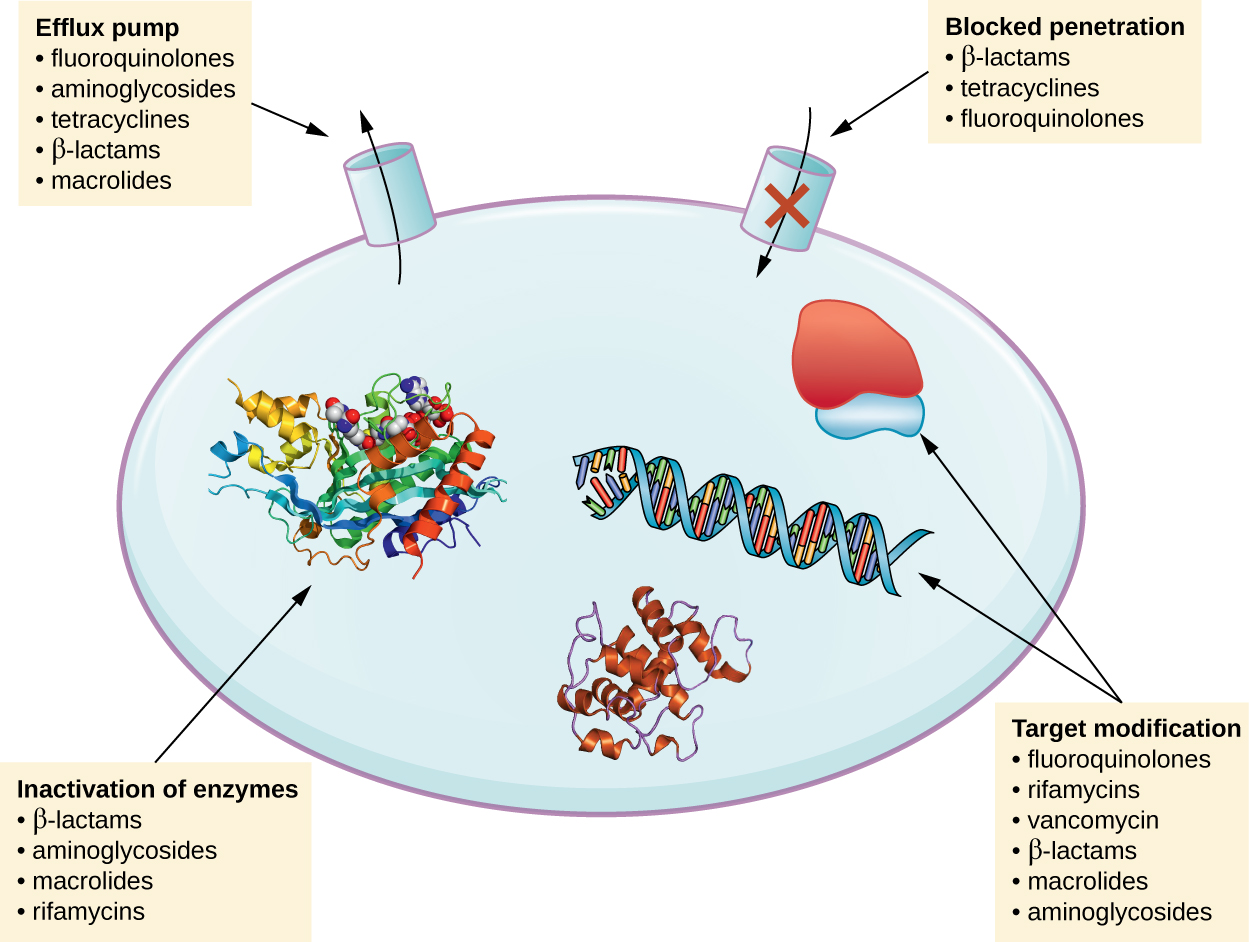 Efflux pump
• fluoroquinolones
• aminoglycosides
• tetracyclines
• β-lactams
• macrolides
Blocked penetration
• β-lactams
• tetracyclines
• fluoroquinolones
Inactivation of enzymes
• β-lactams
• aminoglycosides
• macrolides
• rifamycins
Target modification
• fluoroquinolones
• rifamycins
• vancomycin
• β-lactams
• macrolides
• aminoglycosides